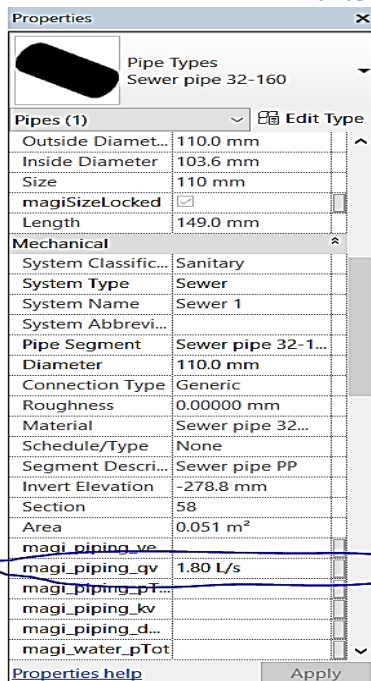 Properties
Pipe Types
Sewer pipe 32-160
Pipes (1) Edit Type
Outside Diamet... 110.0 mm
Inside Diameter 103.6 mm
Size 110 mm
magiSizeLocked
Length 149.0 mm
Mechanical
System Classific... Sanitary
System Type Sewer
System Name Sewer 1
System Abbrevi...
Pipe Segment Sewer pipe 32-1...
Diameter 110.0 mm
Connection Type Generic
Roughness 0.00000 mm
Material Sewer pipe 32...
Schedule/Type None
Segment Descri... Sewer pipe PP
Invert Elevation -278.8 mm
Section 58
Area 0.051 m²
magi_piping_ve
magi_piping_qv 1.80 L/s
magi_piping_pT...
magi_piping_kv
magi_piping_d...
magi_water_pTot
Properties help Apply